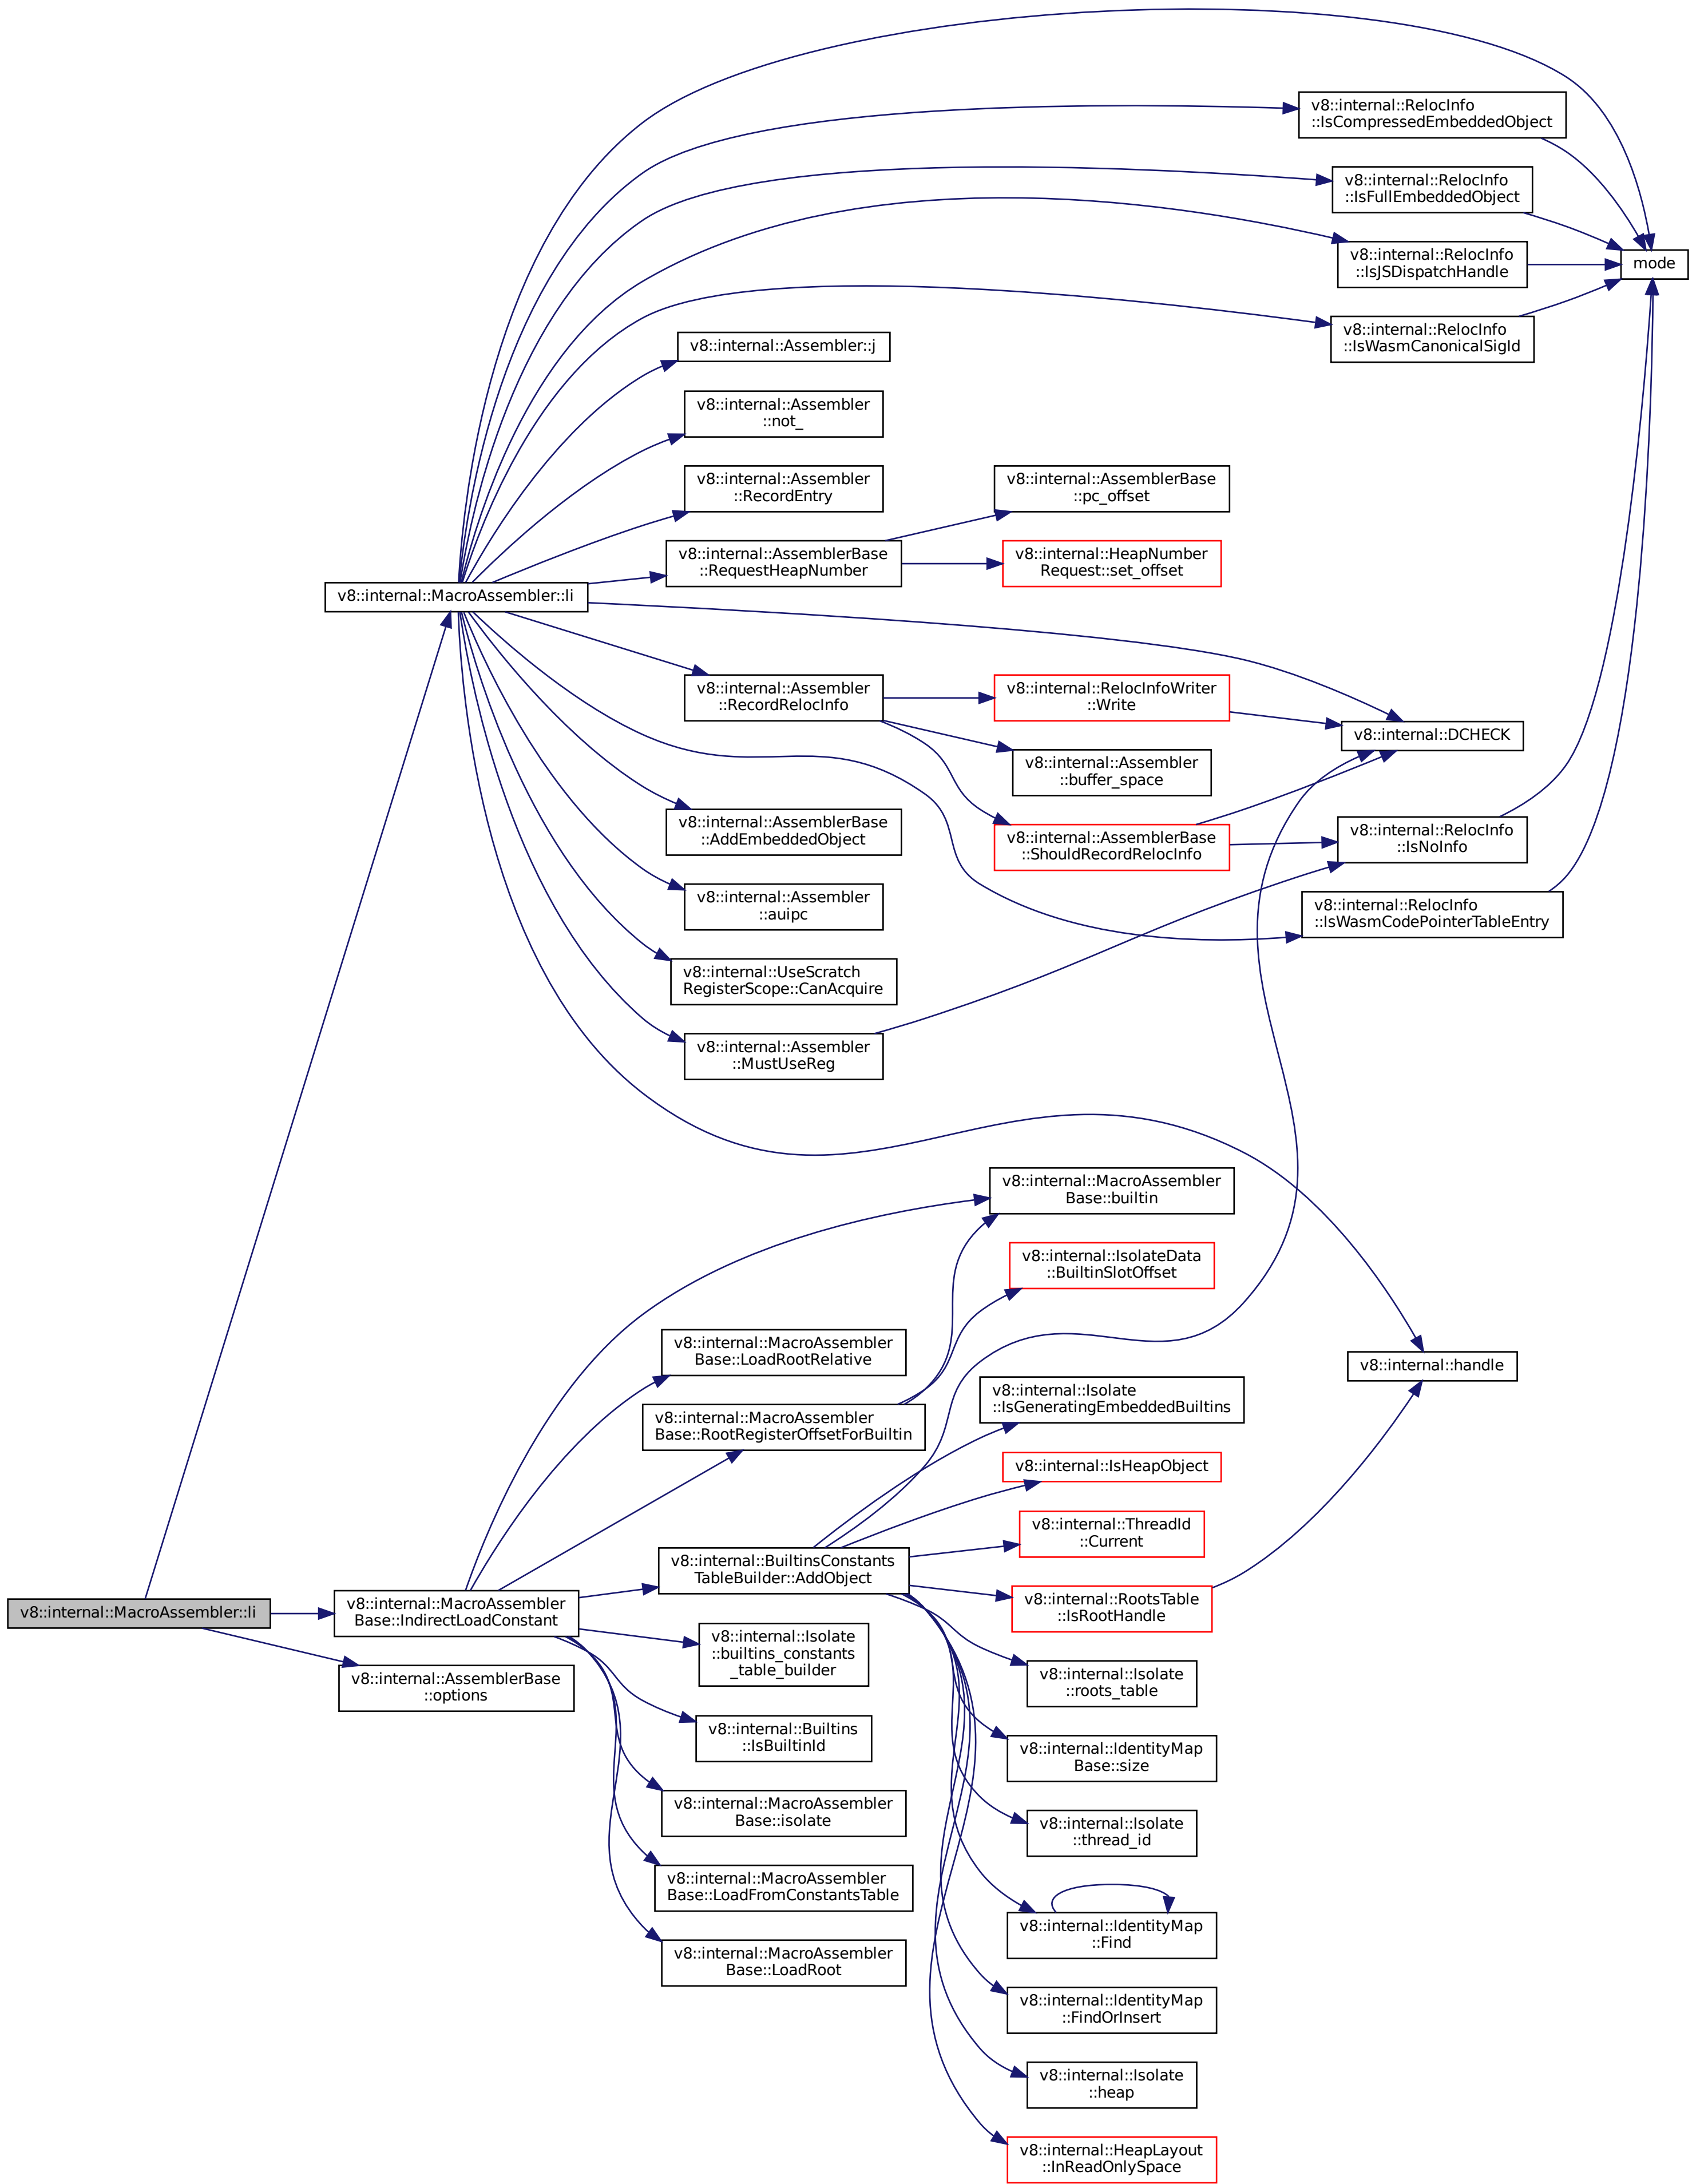 v8::internal::RelocInfo
::IsCompressedEmbeddedObject
v8::internal::RelocInfo
::IsFullEmbeddedObject
v8::internal::RelocInfo
::IsJSDispatchHandle
mode
v8::internal::RelocInfo
::IsWasmCanonicalSigId
v8::internal::Assembler::j
v8::internal::Assembler
::not_
v8::internal::Assembler
::RecordEntry
v8::internal::AssemblerBase
::pc_offset
v8::internal::AssemblerBase
::RequestHeapNumber
v8::internal::HeapNumber
Request::set_offset
v8::internal::MacroAssembler::li
v8::internal::Assembler
::RecordRelocInfo
v8::internal::RelocInfoWriter
::Write
v8::internal::DCHECK
v8::internal::Assembler
::buffer_space
v8::internal::AssemblerBase
::AddEmbeddedObject
v8::internal::AssemblerBase
::ShouldRecordRelocInfo
v8::internal::RelocInfo
::IsNoInfo
v8::internal::Assembler
::auipc
v8::internal::RelocInfo
::IsWasmCodePointerTableEntry
v8::internal::UseScratch
RegisterScope::CanAcquire
v8::internal::Assembler
::MustUseReg
v8::internal::MacroAssembler
Base::builtin
v8::internal::IsolateData
::BuiltinSlotOffset
v8::internal::MacroAssembler
Base::LoadRootRelative
v8::internal::handle
v8::internal::Isolate
::IsGeneratingEmbeddedBuiltins
v8::internal::MacroAssembler
Base::RootRegisterOffsetForBuiltin
v8::internal::IsHeapObject
v8::internal::ThreadId
::Current
v8::internal::BuiltinsConstants
TableBuilder::AddObject
v8::internal::RootsTable
::IsRootHandle
v8::internal::MacroAssembler::li
v8::internal::MacroAssembler
Base::IndirectLoadConstant
v8::internal::Isolate
::builtins_constants
_table_builder
v8::internal::AssemblerBase
::options
v8::internal::Isolate
::roots_table
v8::internal::Builtins
::IsBuiltinId
v8::internal::IdentityMap
Base::size
v8::internal::MacroAssembler
Base::isolate
v8::internal::Isolate
::thread_id
v8::internal::MacroAssembler
Base::LoadFromConstantsTable
v8::internal::IdentityMap
::Find
v8::internal::MacroAssembler
Base::LoadRoot
v8::internal::IdentityMap
::FindOrInsert
v8::internal::Isolate
::heap
v8::internal::HeapLayout
::InReadOnlySpace